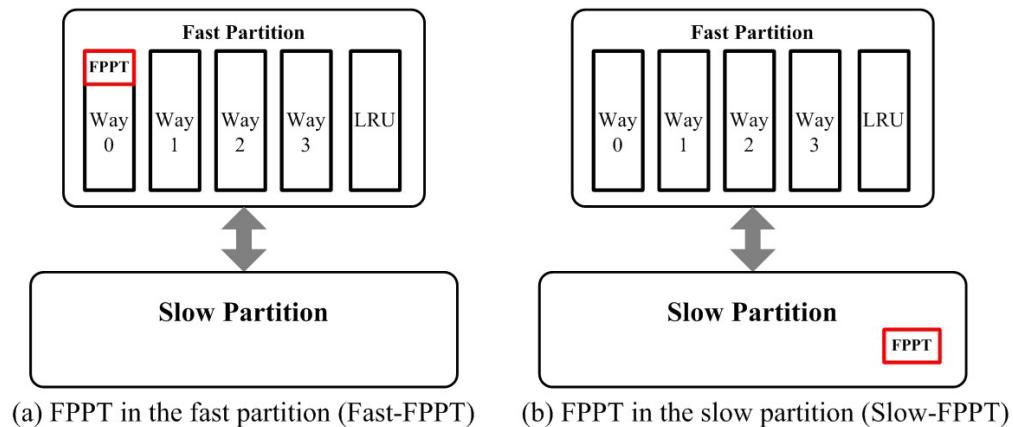 Fast Partition
FPPT
Way
0
Way
1
Way
2
Way
3
LRU
Slow Partition
(a) FPPT in the fast partition (Fast-FPPT)
Fast Partition
Way
0
Way
1
Way
2
Way
3
LRU
Slow Partition
FPPT
(b) FPPT in the slow partition (Slow-FPPT)